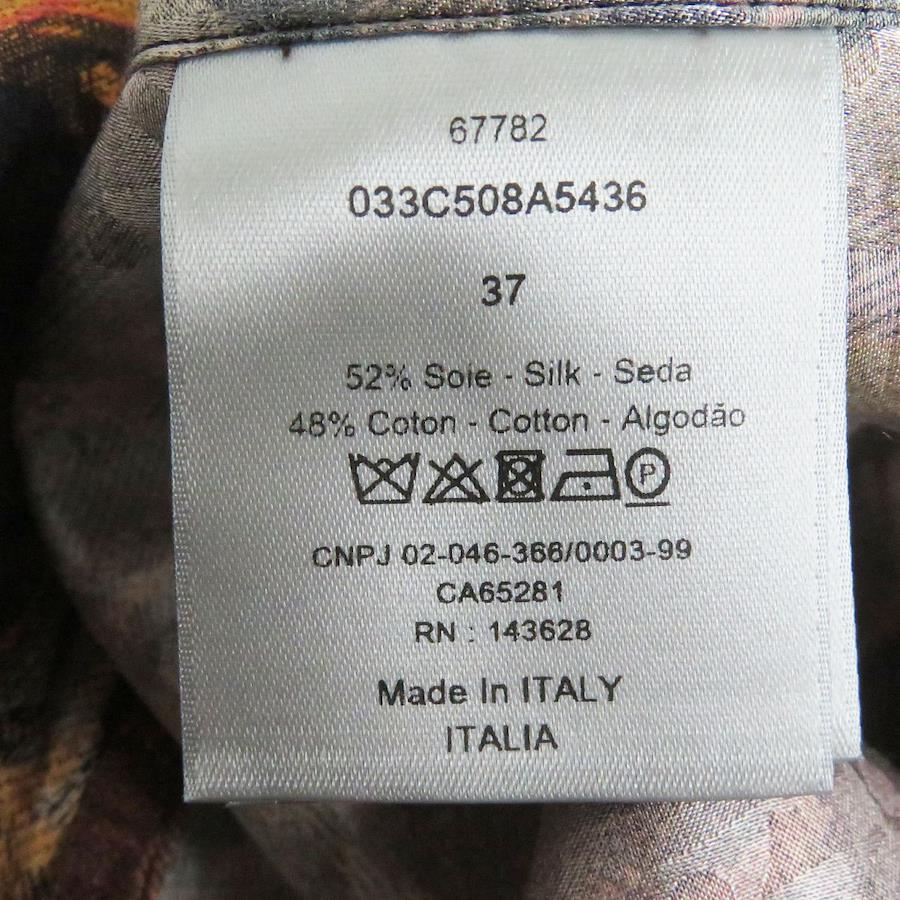 67782
033C508A5436
37
52% Soie - Silk - Seda
48% Coton - Cotton - Algodão
P
CNPJ 02-046-366/0003-99
CA65281
RN : 143628
Made In ITALY
ITALIA